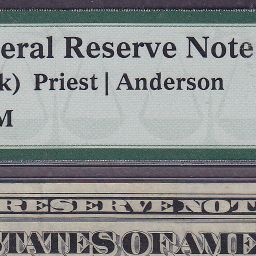 eral Reserve Note
k) Priest | Anderson
M
RESERVE NOT
STATES OF AME